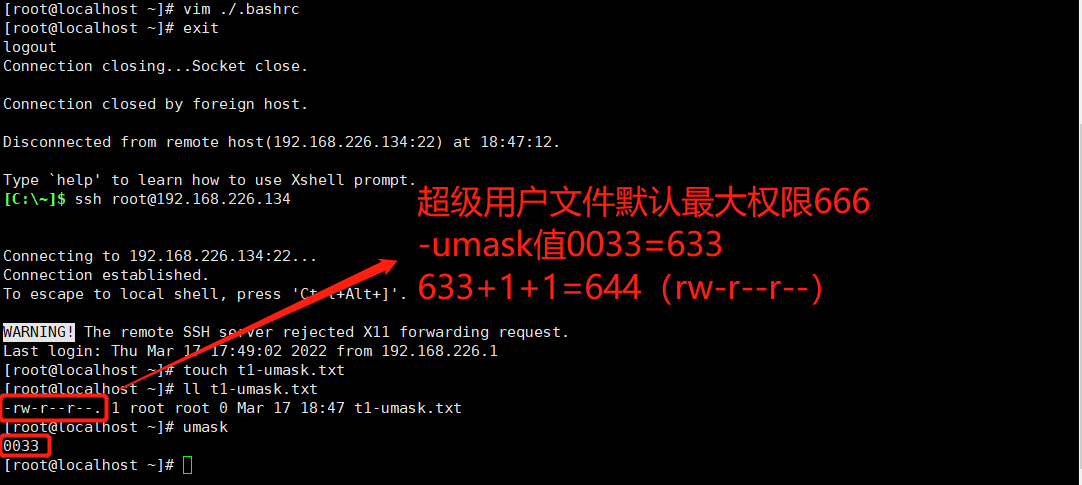 [root@localhost ~]# vim ./.bashrc
[root@localhost ~]# exit
logout
Connection closing...Socket close.
Connection closed by foreign host.
Disconnected from remote host(192.168.226.134:22) at 18:47:12.
Type `help' to learn how to use Xshell prompt.
[C:\~]$ ssh root@192.168.226.134
超级用户文件默认最大权限666
-umask值0033=633
633+1+1=644（rw-r--r--）
Connecting to 192.168.226.134:22...
Connection established.
To escape to local shell, press 'Ctrl+Alt+]'.
WARNING! The remote SSH server rejected X11 forwarding request.
Last login: Thu Mar 17 17:49:02 2022 from 192.168.226.1
[root@localhost ~]# touch t1-umask.txt
[root@localhost ~]# ll t1-umask.txt
-rw-r--r--. 1 root root 0 Mar 17 18:47 t1-umask.txt
[root@localhost ~]# umask
0033
[root@localhost ~]#